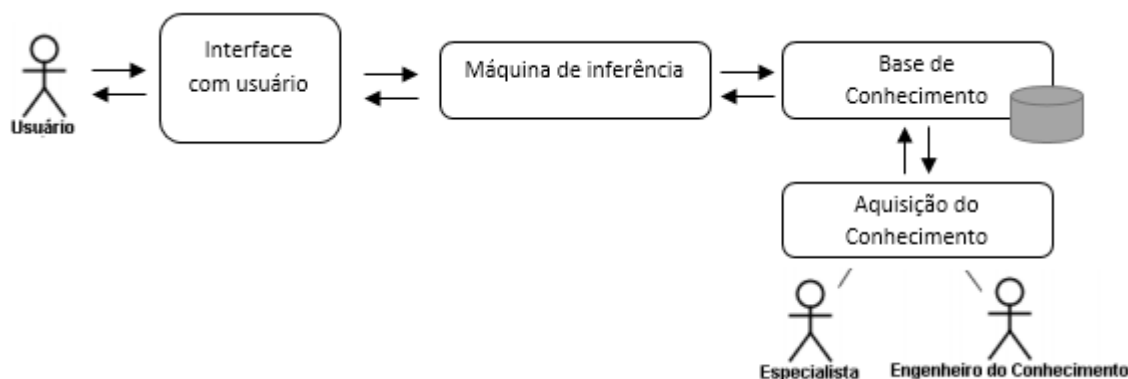 Usuário
Interface
com usuário
Máquina de inferência
Base de
Conhecimento
Aquisição do
Conhecimento
Especialista
Engenheiro do Conhecimento